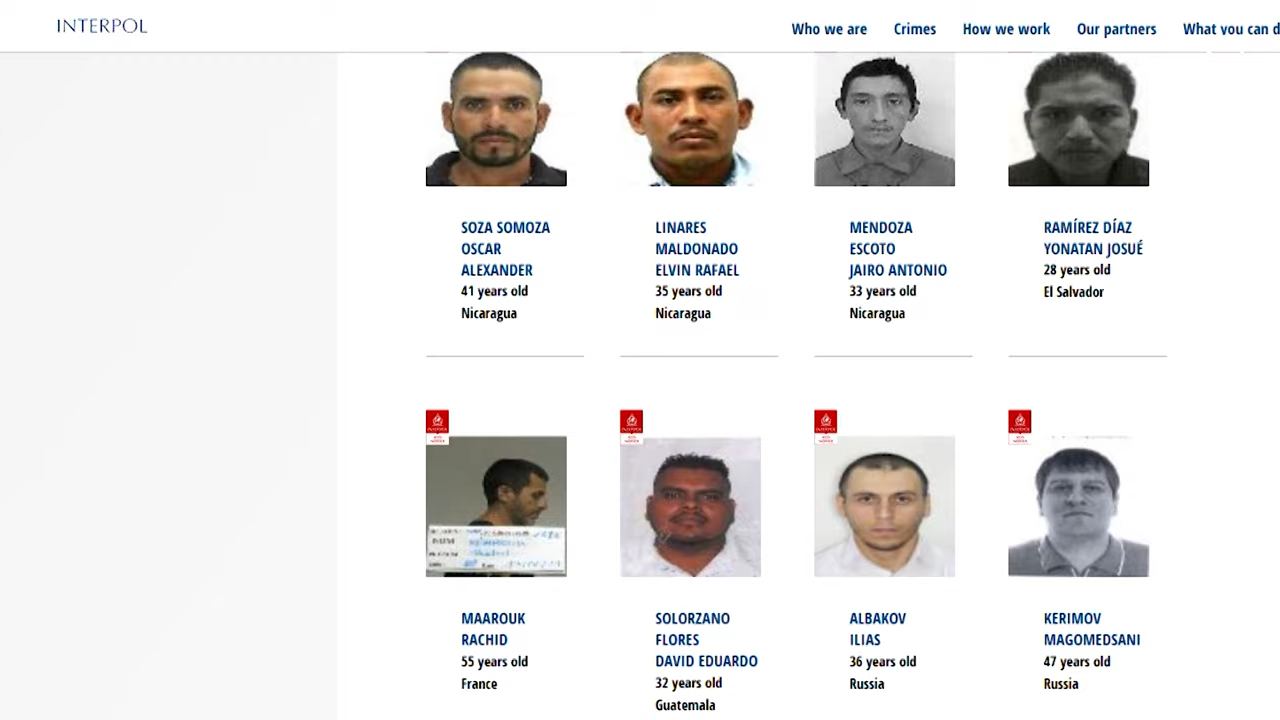 INTERPOL
Who we are Crimes How we work Our partners What you can d
SOZA SOMOZA
OSCAR
ALEXANDER
41 years old
Nicaragua
LINARES
MALDONADO
ELVIN RAFAEL
35 years old
Nicaragua
MENDOZA
ESCOTO
JAIRO ANTONIO
33 years old
Nicaragua
RAMÍREZ DÍAZ
YONATAN JOSUÉ
28 years old
El Salvador
MAAROUK
RACHID
55 years old
France
SOLORZANO
FLORES
DAVID EDUARDO
32 years old
Guatemala
ALBAKOV
ILIAS
36 years old
Russia
KERIMOV
MAGOMEDSANI
47 years old
Russia